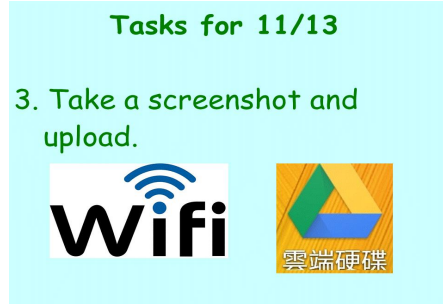 Tasks for 11/13
3. Take a screenshot and
upload.
Wifi
雲端硬碟